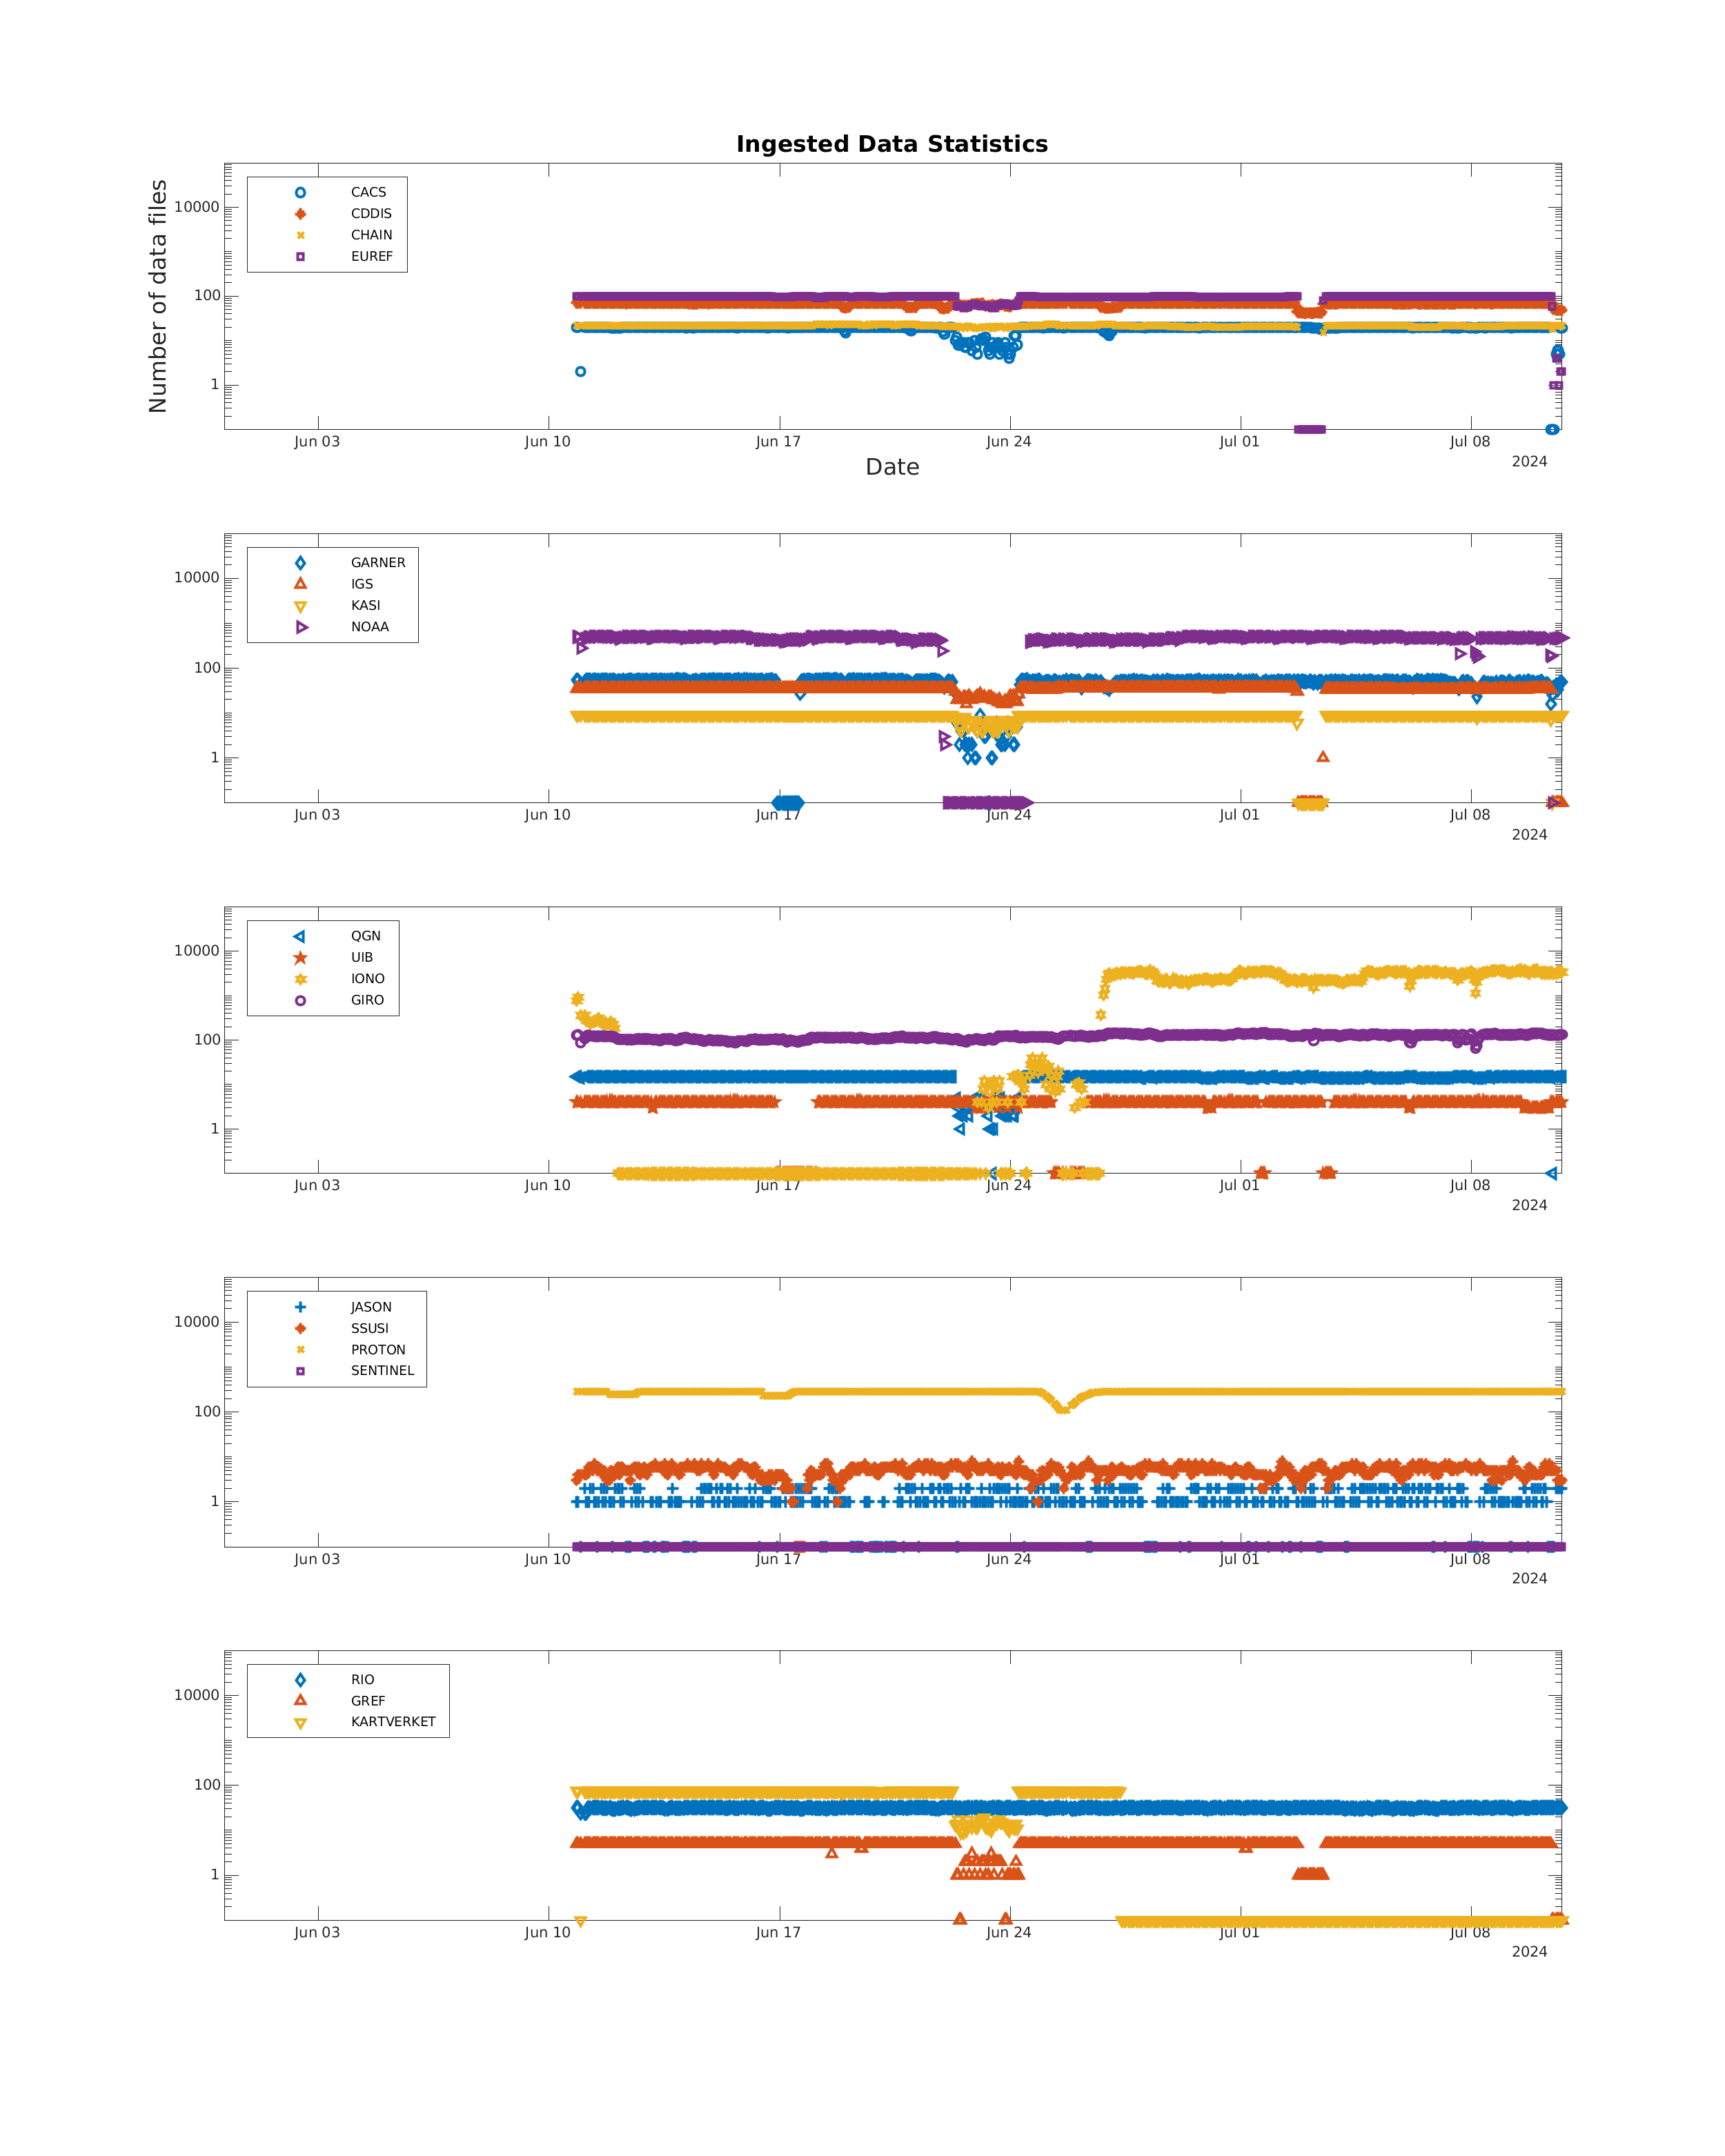 Ingested Data Statistics
Number of data files
10000
100
1
CACS
CDDIS
CHAIN
EUREF
Jun 03 Jun 10 Jun 17 Jun 24 Jul 01 Jul 08
2024
Date
10000
100
1
GARNER
IGS
KASI
NOAA
Jun 03 Jun 10 Jun 17 Jun 24 Jul 01 Jul 08
2024
10000
100
1
QGN
UIB
IONO
GIRO
Jun 03 Jun 10 Jun 17 Jun 24 Jul 01 Jul 08
2024
10000
100
1
JASON
SSUSI
PROTON
SENTINEL
Jun 03 Jun 10 Jun 17 Jun 24 Jul 01 Jul 08
2024
10000
100
1
RIO
GREF
KARTVERKET
Jun 03 Jun 10 Jun 17 Jun 24 Jul 01 Jul 08
2024